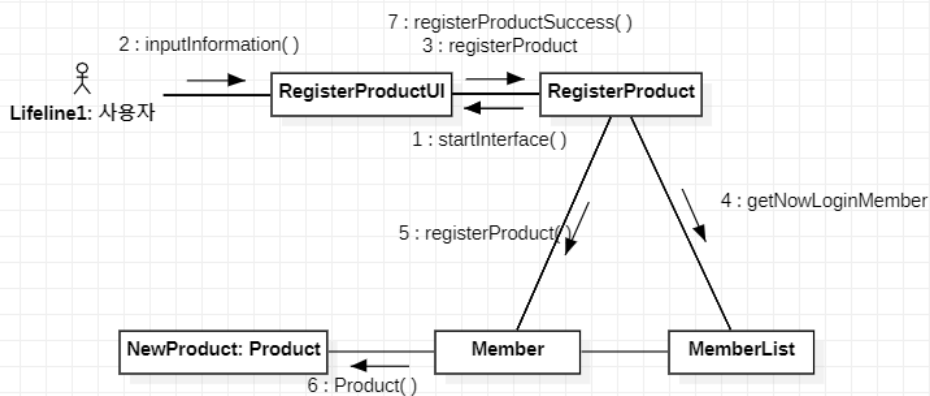 7 : registerProductSuccess( )
2 : inputInformation( )
3 : registerProduct
RegisterProductUI
RegisterProduct
Lifeline1: 사용자
1 : startInterface( )
4 : getNowLoginMember
5 : registerProduct( )
NewProduct: Product
Member
MemberList
6 : Product( )